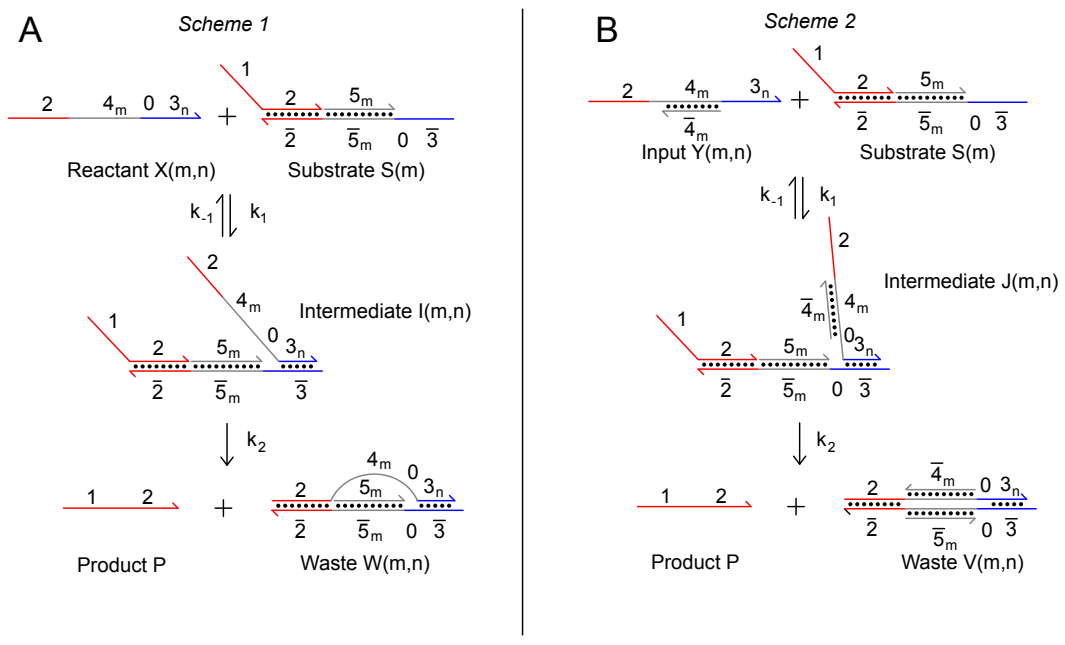 A
Scheme 1
2 4m 0 3n
+
1
2 5m
2̅ 5̅m 0 3̅
Reactant X(m,n)
Substrate S(m)
k-1 k1
2
4m
0
3n
1
2 5m
2̅ 5̅m 3̅
Intermediate I(m,n)
k2
1 2
+
4m 0
2 5m 3n
2̅ 5̅m 0 3̅
Product P
Waste W(m,n)
B
Scheme 2
2 4m 3n
4̅m
+
1
2 5m
2̅ 5̅m 0 3̅
Input Y(m,n)
Substrate S(m)
k-1 k1
2
4̅m 4m
0
3n
1
2 5m
2̅ 5̅m 0 3̅
Intermediate J(m,n)
k2
1 2
+
2 4̅m 0 3n
2̅ 5̅m 0 3̅
Product P
Waste V(m,n)